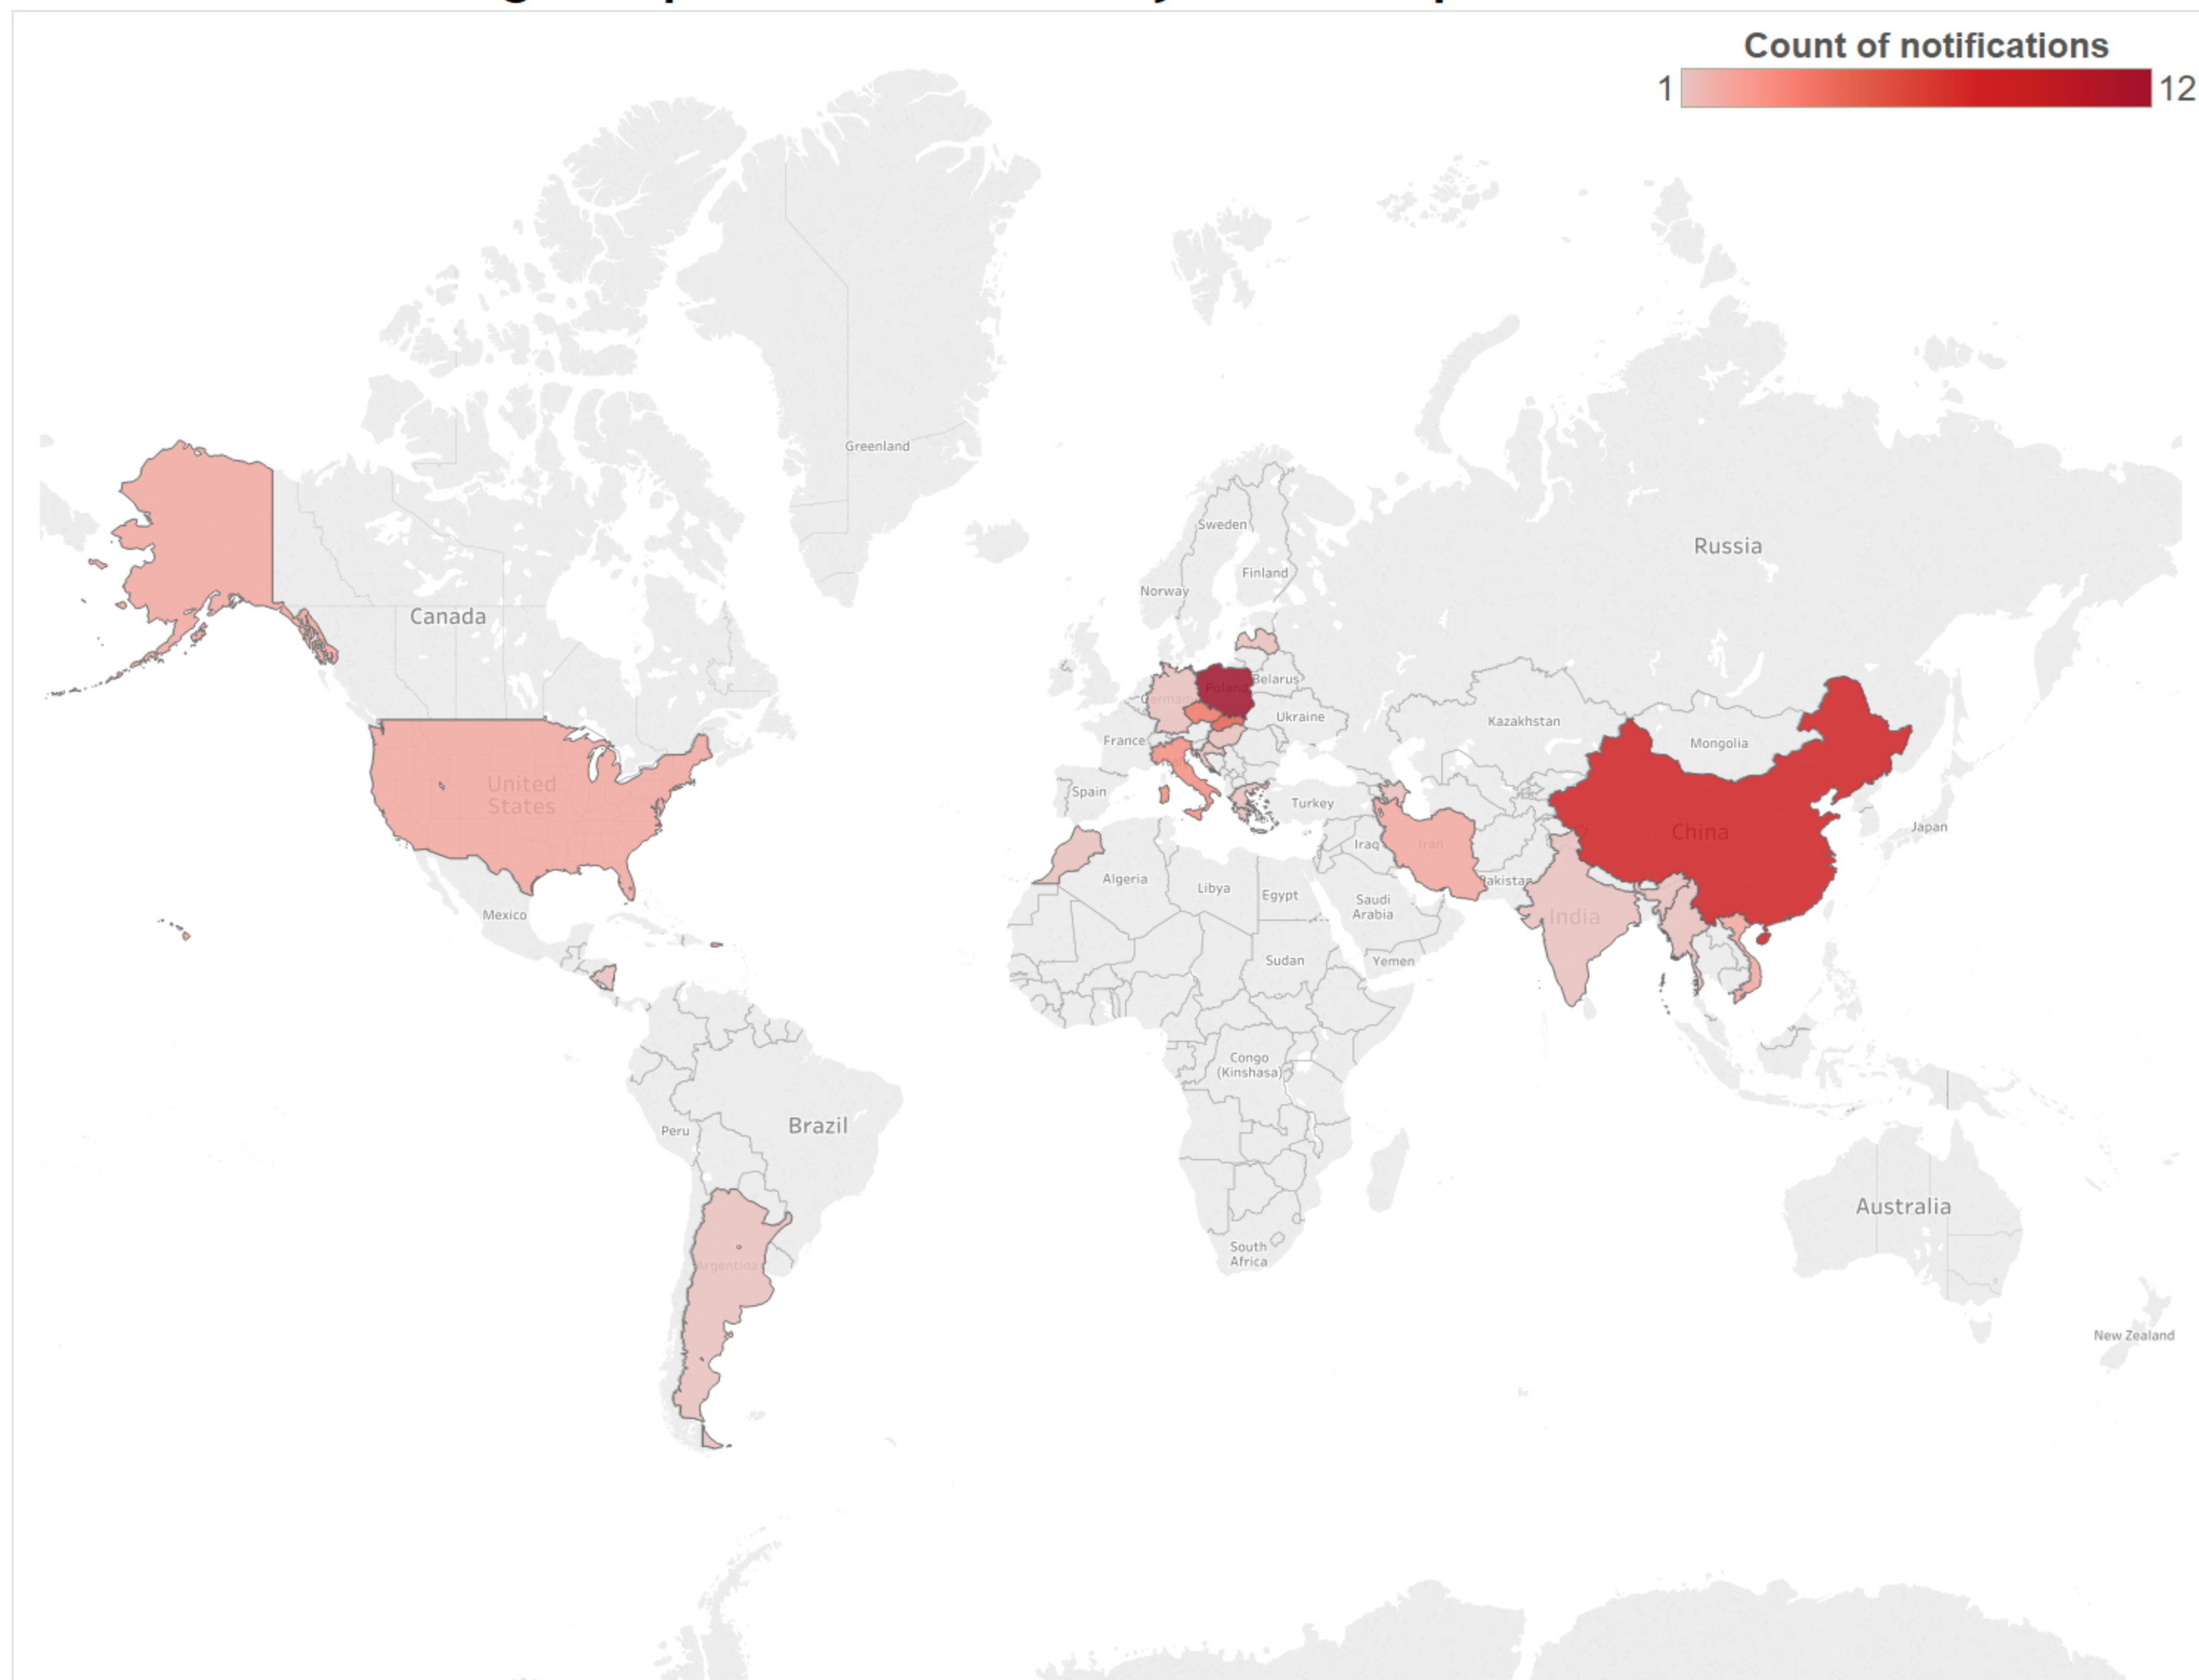 Count of notifications
1 12
Greenland
Sweden
Russia
Finland
Norway
Canada
Poland
Belarus
German
Ukraine
Kazakhstan
France
Mongolia
United
States
Spain
Turkey
Japan
China
Iraq
Iran
Algeria
Pakistan
Libya
Egypt
Saudi
Arabia
Mexico
India
Sudan
Yemen
Congo
(Kinshasa)
Brazil
Peru
Australia
South
Africa
Argentina
New Zealand